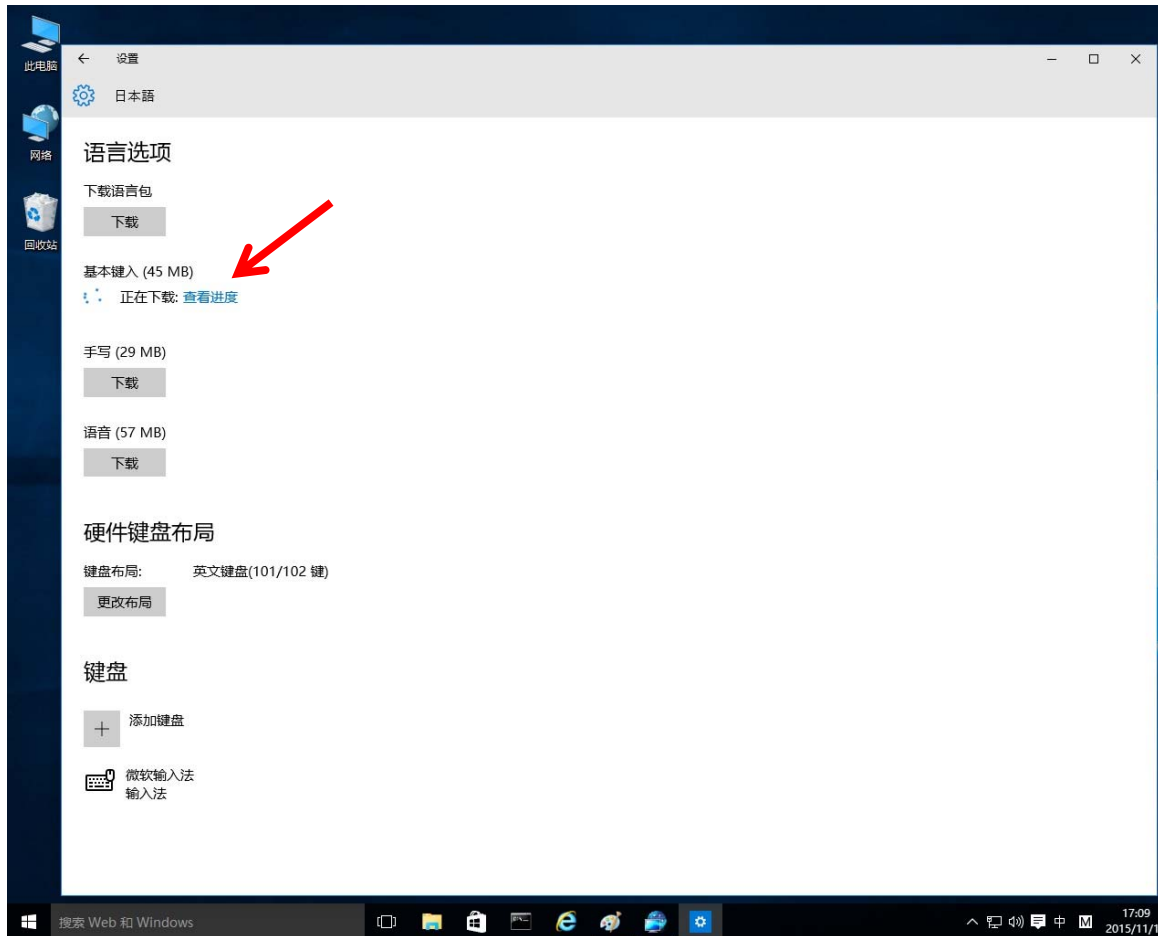 此电脑
网络
回收站
设置
日本語
语言选项
下载语言包
下载
基本键入 (45 MB)
正在下载: 查看进度
手写 (29 MB)
下载
语音 (57 MB)
下载
硬件键盘布局
键盘布局: 英文键盘(101/102 键)
更改布局
键盘
添加键盘
微软输入法
输入法
搜索 Web 和 Windows
中 M 17:09
2015/11/1